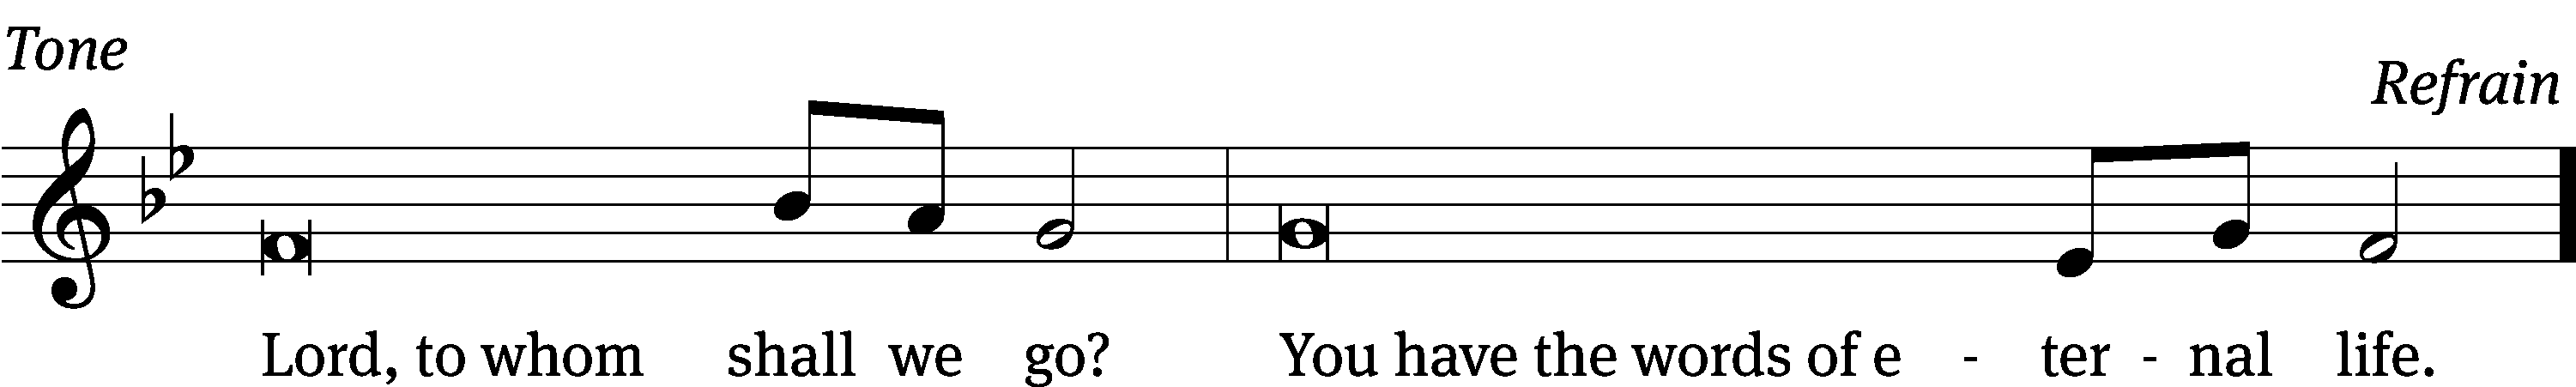 Tone
Refrain
Lord, to whom shall we go? You have the words of e - ter - nal life.